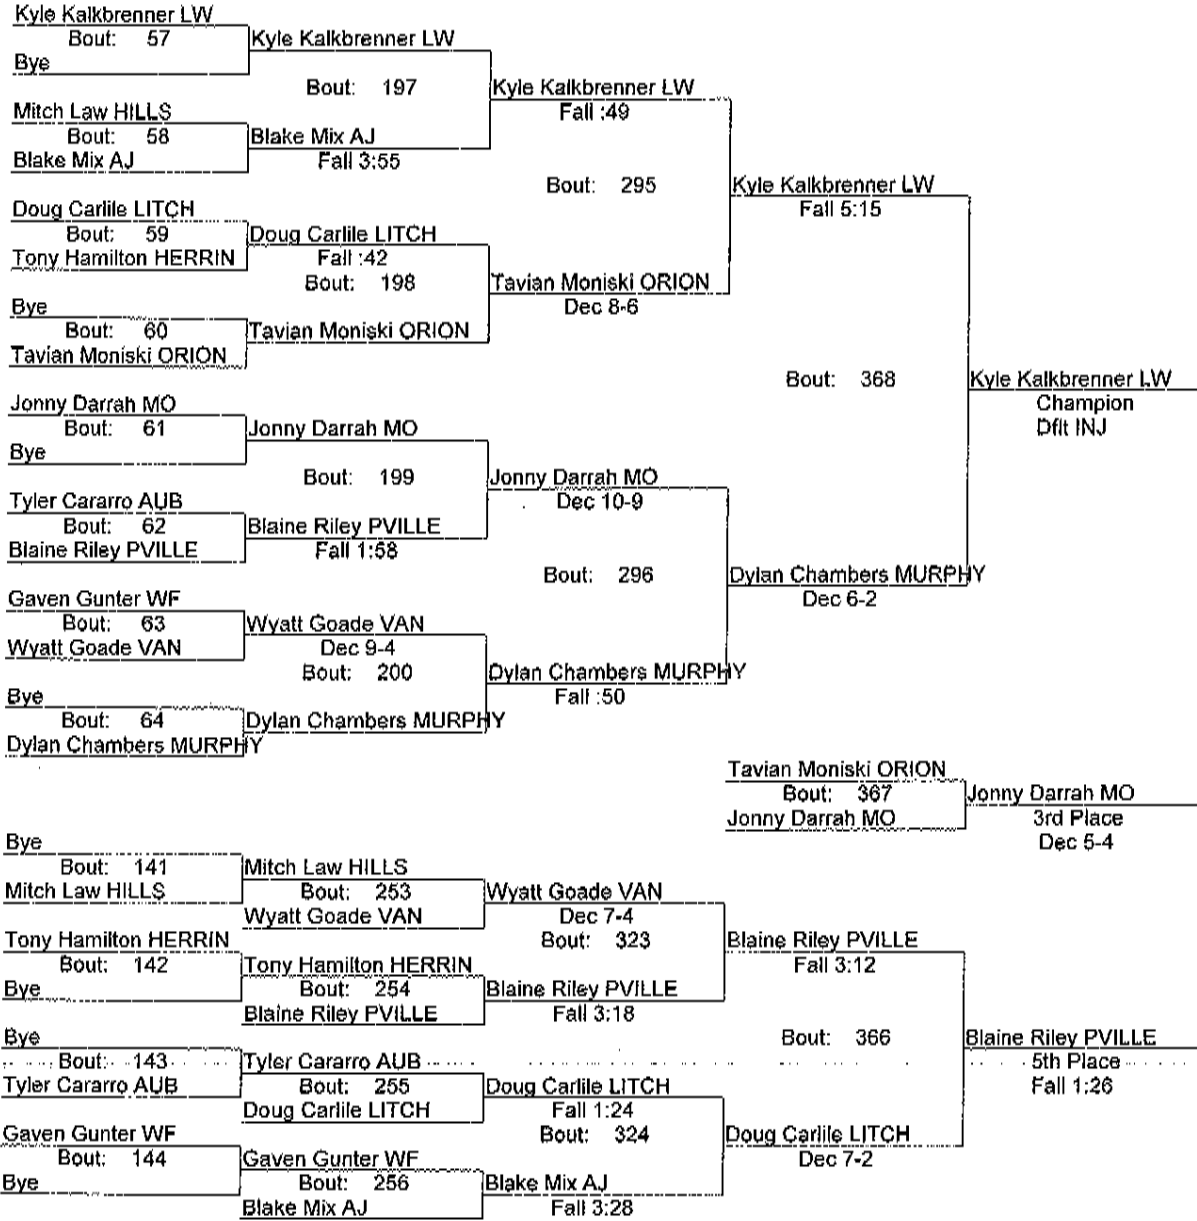 Kyle Kalkbrenner LW
Bout: 57
Bye
Kyle Kalkbrenner LW
Bout: 197
Mitch Law HILLS
Bout: 58
Blake Mix AJ
Blake Mix AJ
Fall 3:55
Kyle Kalkbrenner LW
Fall :49
Bout: 295
Doug Carlile LITCH
Bout: 59
Tony Hamilton HERRIN
Doug Carlile LITCH
Fall :42
Bout: 198
Bye
Bout: 60
Tavian Moniski ORION
Tavian Moniski ORION
Tavian Moniski ORION
Dec 8-6
Kyle Kalkbrenner LW
Fall 5:15
Bout: 368
Kyle Kalkbrenner LW
Champion
Dflt INJ
Jonny Darrah MO
Bout: 61
Bye
Jonny Darrah MO
Bout: 199
Tyler Cararro AUB
Bout: 62
Blaine Riley PVILLE
Blaine Riley PVILLE
Fall 1:58
Jonny Darrah MO
Dec 10-9
Bout: 296
Gaven Gunter WF
Bout: 63
Wyatt Goade VAN
Wyatt Goade VAN
Dec 9-4
Bout: 200
Bye
Bout: 64
Dylan Chambers MURPHY
Dylan Chambers MURPHY
Dylan Chambers MURPHY
Fall :50
Dylan Chambers MURPHY
Dec 6-2
Tavian Moniski ORION
Bout: 367
Jonny Darrah MO
Jonny Darrah MO
3rd Place
Dec 5-4
Bye
Bout: 141
Mitch Law HILLS
Mitch Law HILLS
Bout: 253
Wyatt Goade VAN
Wyatt Goade VAN
Dec 7-4
Bout: 323
Tony Hamilton HERRIN
Bout: 142
Bye
Tony Hamilton HERRIN
Bout: 254
Blaine Riley PVILLE
Blaine Riley PVILLE
Fall 3:18
Blaine Riley PVILLE
Fall 3:12
Bout: 366
Blaine Riley PVILLE
5th Place
Fall 1:26
Bye
Bout: 143
Tyler Cararro AUB
Tyler Cararro AUB
Bout: 255
Doug Carlile LITCH
Doug Carlile LITCH
Fall 1:24
Bout: 324
Gaven Gunter WF
Bout: 144
Bye
Gaven Gunter WF
Bout: 256
Blake Mix AJ
Blake Mix AJ
Fall 3:28
Doug Carlile LITCH
Dec 7-2